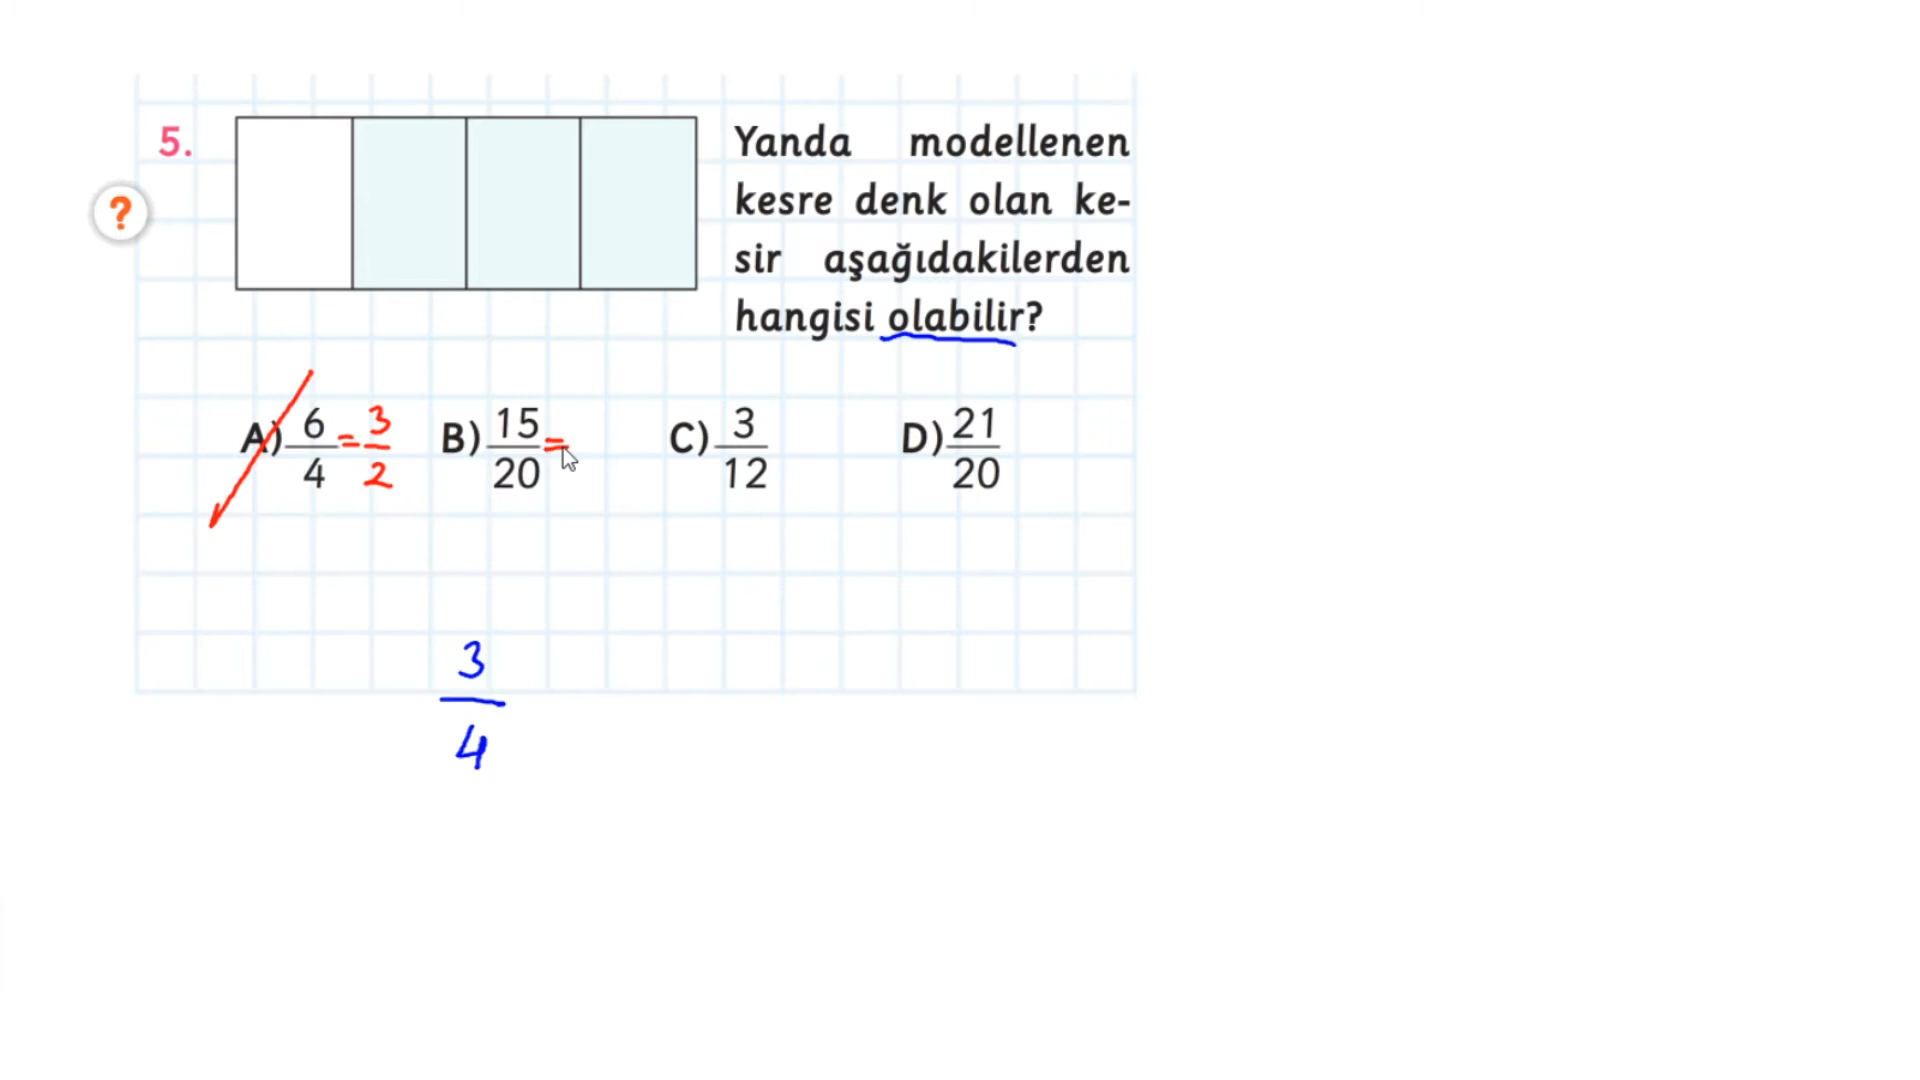 5.
?
Yanda modellenen
kesre denk olan ke-
sir aşağıdakilerden
hangisi olabilir?
A) 6/4 = 3/2 B) 15/20 = C) 3/12 D) 21/20
3/4